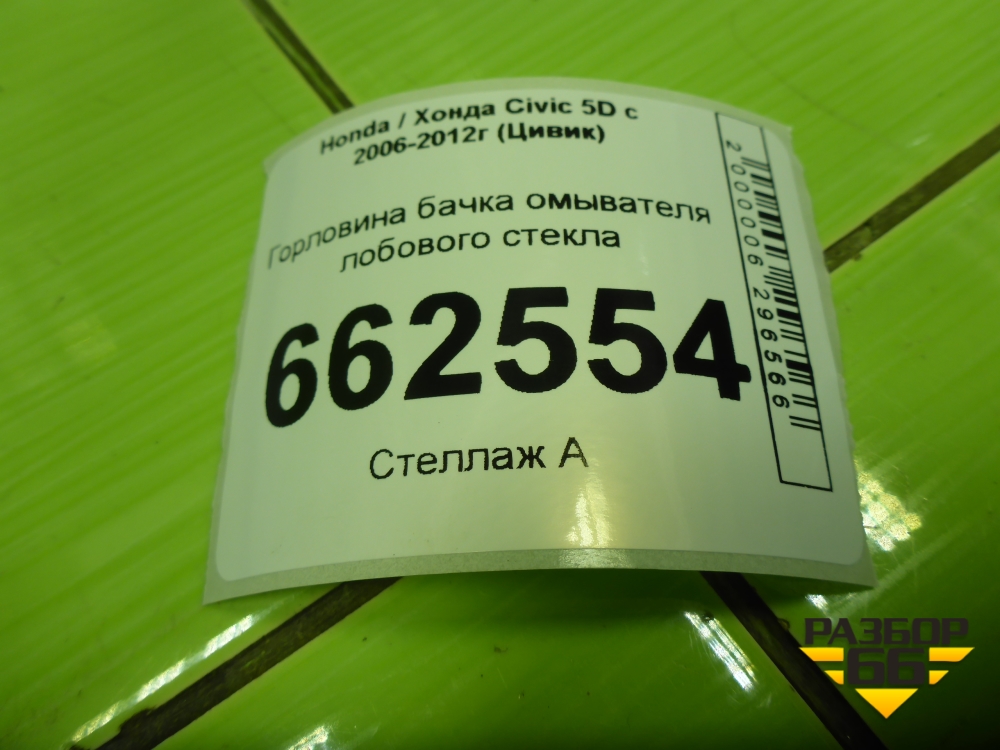 Honda / Хонда Civic 5D с
2006-2012г (Цивик)
Горловина бачка омывателя
лобового стекла
662554
Стеллаж А
2000006296566
РАЗБОР
66